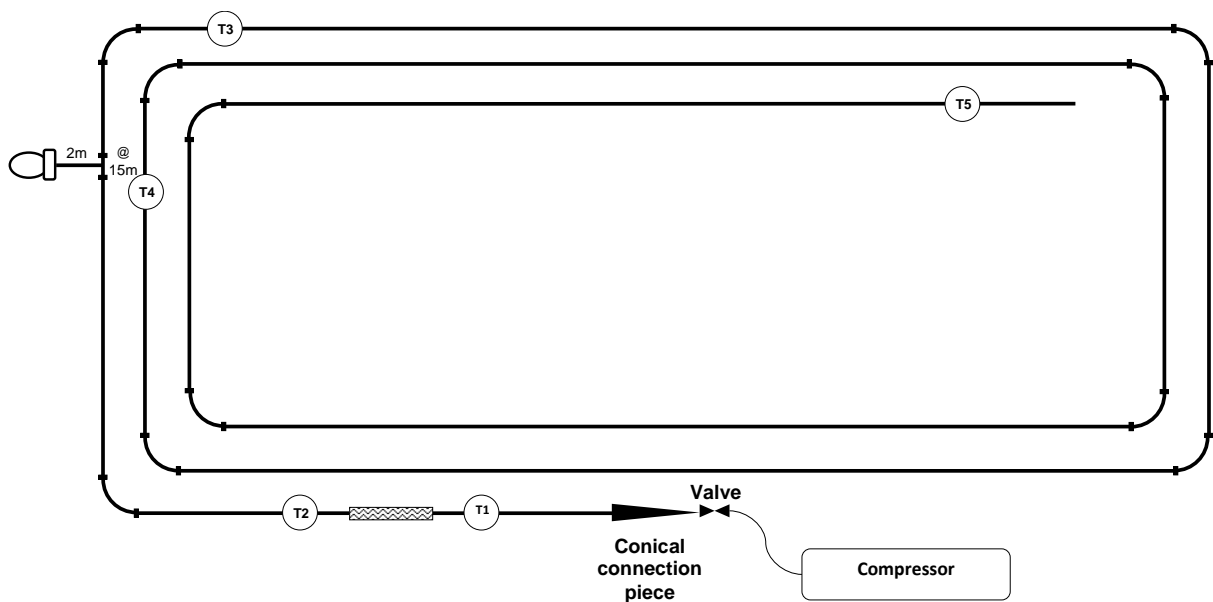 T3
T5
2m
@
15m
T4
T2
T1
Valve
Conical
connection
piece
Compressor